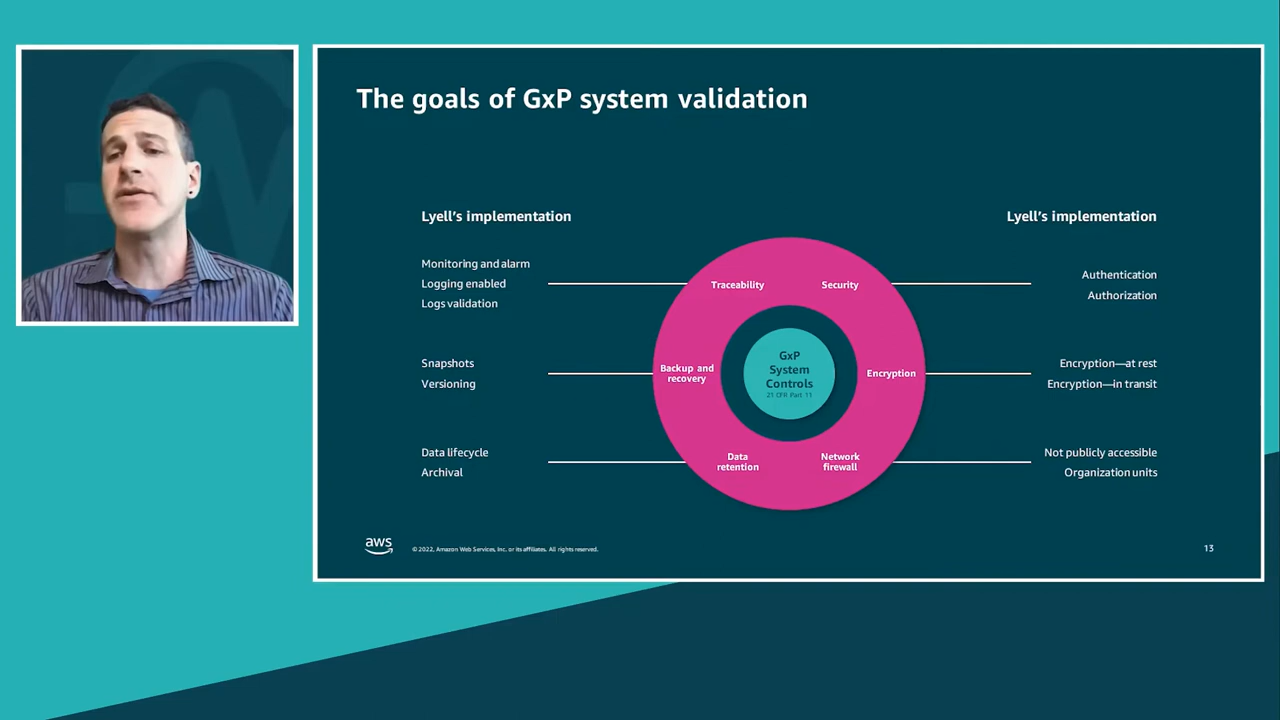 The goals of GxP system validation
Lyell's implementation
Monitoring and alarm
Logging enabled
Logs validation
Snapshots
Versioning
Data lifecycle
Archival
Traceability
Security
Backup and
recovery
Encryption
Data
retention
Network
firewall
GxP
System
Controls
21 CFR Part 11
Lyell's implementation
Authentication
Authorization
Encryption—at rest
Encryption—in transit
Not publicly accessible
Organization units
aws
© 2022, Amazon Web Services, Inc. or its affiliates. All rights reserved.
13